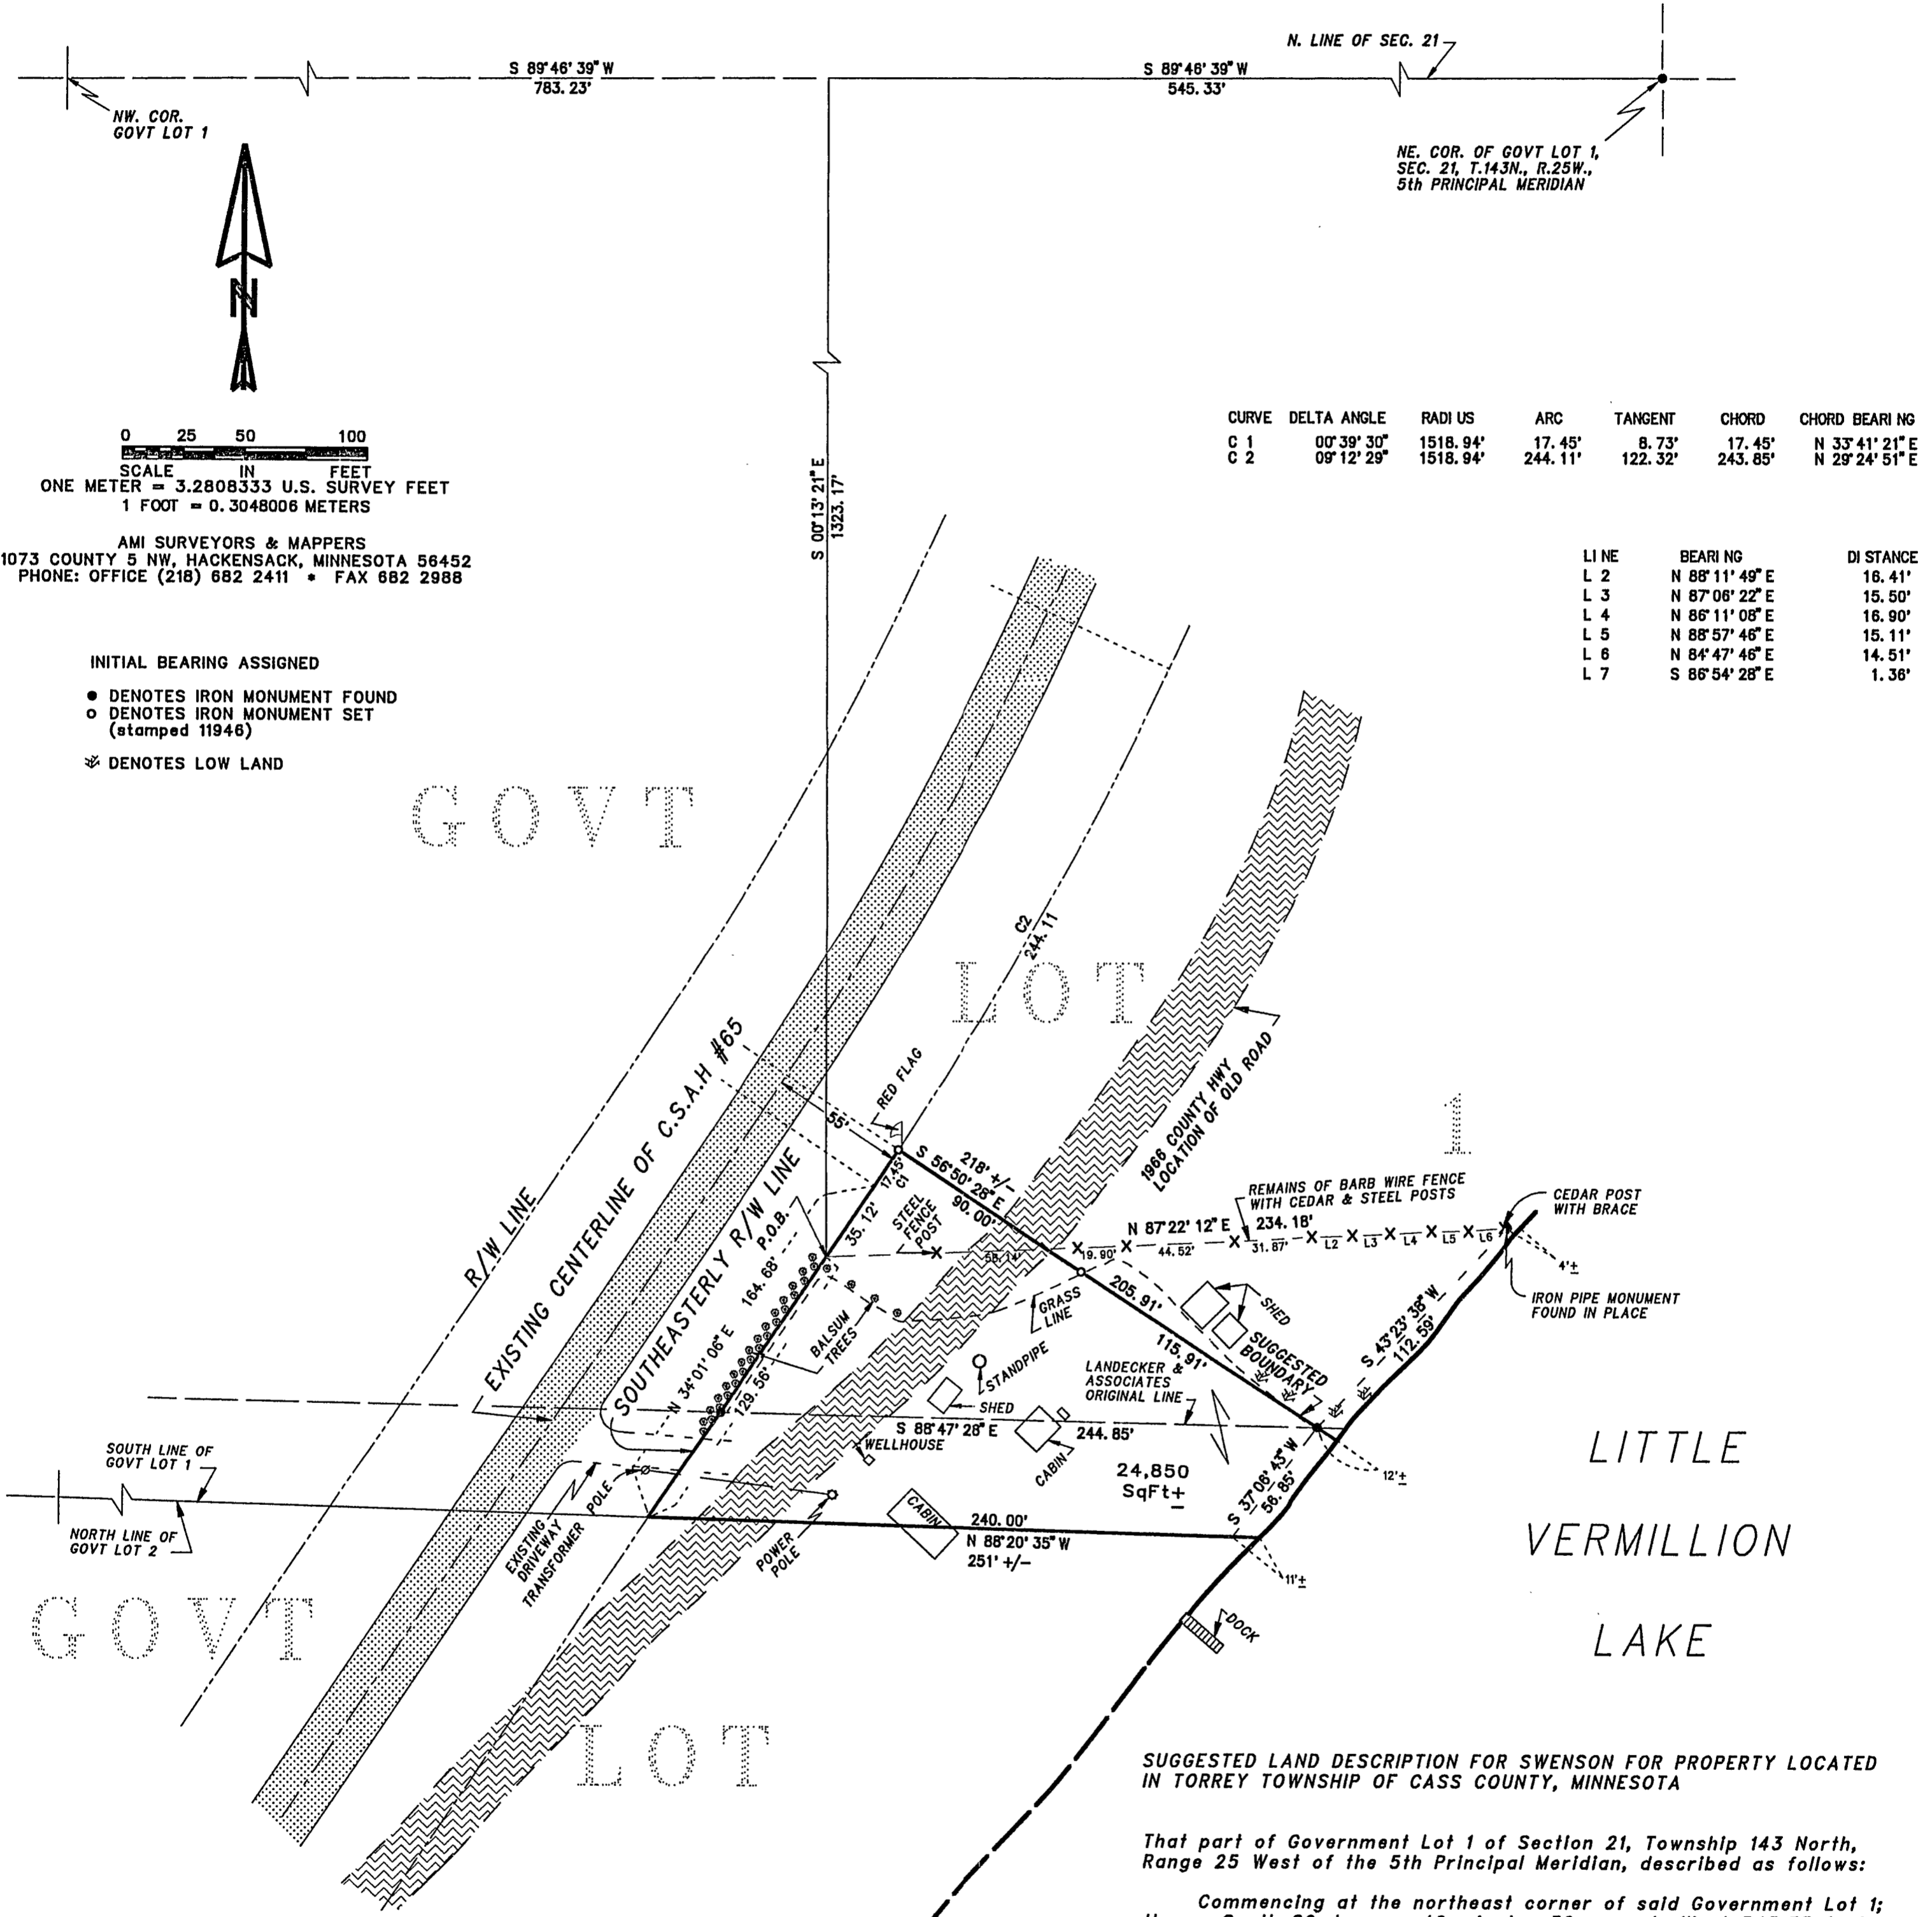 N. LINE OF SEC. 21
S 89°46'39" W
783.23'
S 89°46'39" W
545.33'
NW. COR.
GOVT LOT 1
NE. COR. OF GOVT LOT 1,
SEC. 21, T.143N., R.25W.,
5th PRINCIPAL MERIDIAN
N
0 25 50 100
SCALE IN FEET
ONE METER = 3.2808333 U.S. SURVEY FEET
1 FOOT = 0.3048006 METERS
AMI SURVEYORS & MAPPERS
1073 COUNTY 5 NW, HACKENSACK, MINNESOTA 56452
PHONE: OFFICE (218) 682 2411 * FAX 682 2988
INITIAL BEARING ASSIGNED
DENOTES IRON MONUMENT FOUND
DENOTES IRON MONUMENT SET
(stamped 11946)
DENOTES LOW LAND
S 00°13'21" E
1323.17'
CURVE DELTA ANGLE RADIUS ARC TANGENT CHORD CHORD BEARING
C 1 00°39'30" 1518.94' 17.45' 8.73' 17.45' N 33°41'21" E
C 2 09°12'29" 1518.94' 244.11' 122.32' 243.85' N 29°24'51" E
LINE BEARING DISTANCE
L 2 N 88°11'49" E 16.41'
L 3 N 87°06'22" E 15.50'
L 4 N 86°11'08" E 16.90'
L 5 N 88°57'46" E 15.11'
L 6 N 84°47'46" E 14.51'
L 7 S 86°54'28" E 1.36'
GOVT
LOT
1
C2
244.11
R/W LINE
EXISTING CENTERLINE OF C.S.A.H #65
SOUTHEASTERLY R/W LINE
55'
RED FLAG
P.O.B.
17.45'
C1
35.12'
164.68'
N 34°01'06" E
129.56'
STEEL
FENCE
POST
218' +/-
S 56°50'28" E
90.00'
205.91'
115.91'
1966 COUNTY HWY
LOCATION OF OLD ROAD
REMAINS OF BARB WIRE FENCE
WITH CEDAR & STEEL POSTS
N 87°22'12" E 234.18'
19.90' 44.52' 31.87' L2 L3 L4 L5 L6
CEDAR POST
WITH BRACE
4'±
IRON PIPE MONUMENT
FOUND IN PLACE
S 43°23'38" W
112.59'
BALSUM
TREES
GRASS
LINE
SHED
SUGGESTED
BOUNDARY
STANDPIPE
SHED
LANDECKER &
ASSOCIATES
ORIGINAL LINE
S 88°47'28" E 244.85'
WELLHOUSE
CABIN
24,850
SqFt±
S 37°06'43" W
56.85'
12'±
SOUTH LINE OF
GOVT LOT 1
NORTH LINE OF
GOVT LOT 2
EXISTING
DRIVEWAY
TRANSFORMER POLE
POWER
POLE
CABIN
240.00'
N 88°20'35" W
251' +/-
11'±
DOCK
LITTLE
VERMILLION
LAKE
GOVT
LOT
SUGGESTED LAND DESCRIPTION FOR SWENSON FOR PROPERTY LOCATED
IN TORREY TOWNSHIP OF CASS COUNTY, MINNESOTA
That part of Government Lot 1 of Section 21, Township 143 North,
Range 25 West of the 5th Principal Meridian, described as follows:
Commencing at the northeast corner of said Government Lot 1;